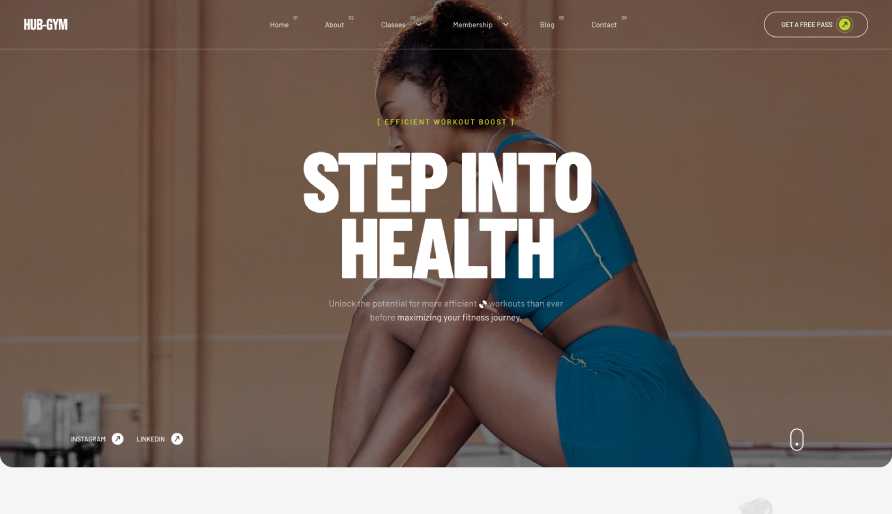 HUB-GYM
Home 01
About 02
Classes 03
Membership 04
Blog 05
Contact 06
GET A FREE PASS
[ EFFICIENT WORKOUT BOOST ]
STEP INTO
HEALTH
Unlock the potential for more efficient workouts than ever
before maximizing your fitness journey.
INSTAGRAM
LINKEDIN